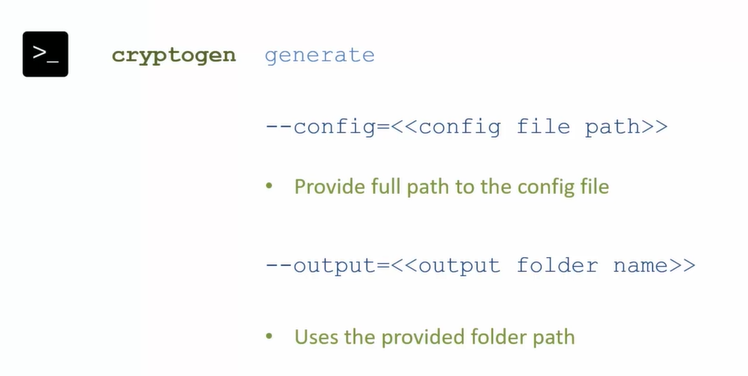 >_ cryptogen generate
--config=<<config file path>>
• Provide full path to the config file
--output=<<output folder name>>
• Uses the provided folder path